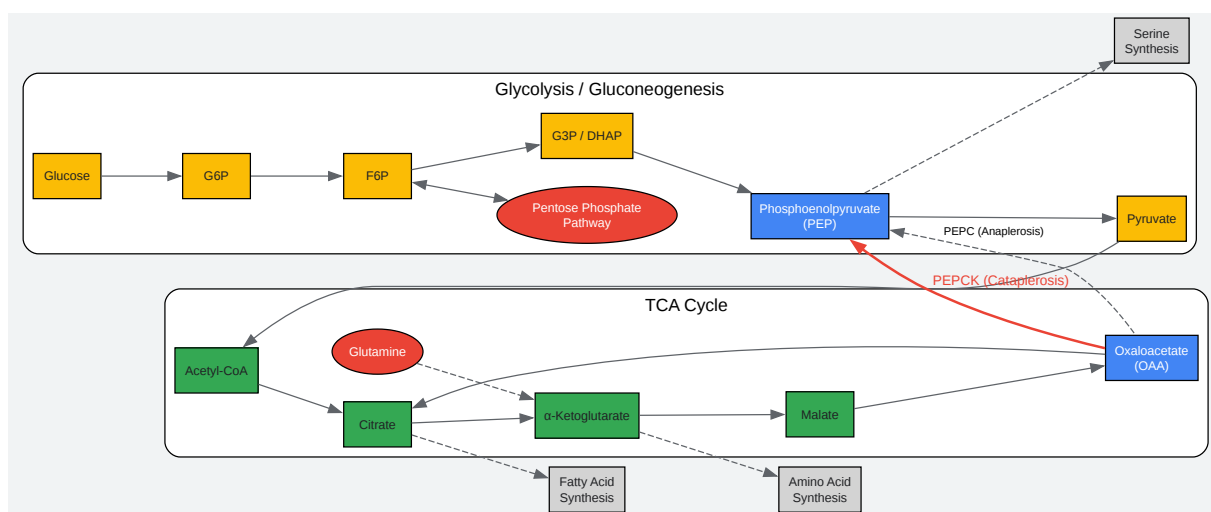 Serine
Synthesis
Glycolysis / Gluconeogenesis
G3P / DHAP
Glucose
G6P
F6P
Pentose Phosphate
Pathway
Phosphoenolpyruvate
(PEP)
Pyruvate
PEPC (Anaplerosis)
PEPCK (Cataplerosis)
TCA Cycle
Glutamine
Oxaloacetate
(OAA)
Acetyl-CoA
Citrate
α-Ketoglutarate
Malate
Fatty Acid
Synthesis
Amino Acid
Synthesis